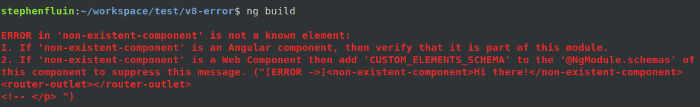 stephenfluin:~/workspace/test/v8-error$ ng build
ERROR in 'non-existent-component' is not a known element:
1. If 'non-existent-component' is an Angular component, then verify that it is part of this module.
2. If 'non-existent-component' is a Web Component then add 'CUSTOM_ELEMENTS_SCHEMA' to the '@NgModule.schemas' of
this component to suppress this message. ("[ERROR ->]<non-existent-component>Hi there!</non-existent-component>
<router-outlet></router-outlet>
<!-- </p> ")